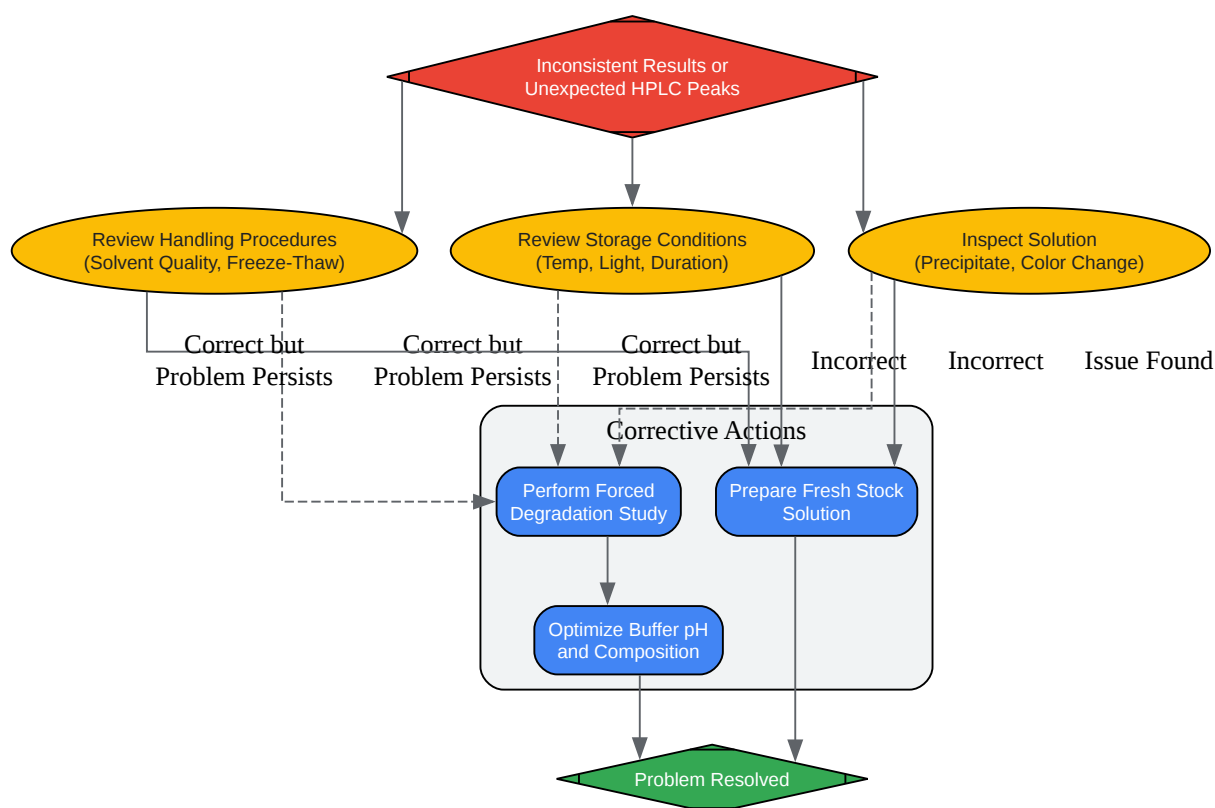 Inconsistent Results or
Unexpected HPLC Peaks
Review Handling Procedures
(Solvent Quality, Freeze-Thaw)
Review Storage Conditions
(Temp, Light, Duration)
Inspect Solution
(Precipitate, Color Change)
Correct but
Problem Persists
Correct but
Problem Persists
Correct but
Problem Persists
Incorrect
Incorrect
Issue Found
Corrective Actions
Perform Forced
Degradation Study
Prepare Fresh Stock
Solution
Optimize Buffer pH
and Composition
Problem Resolved